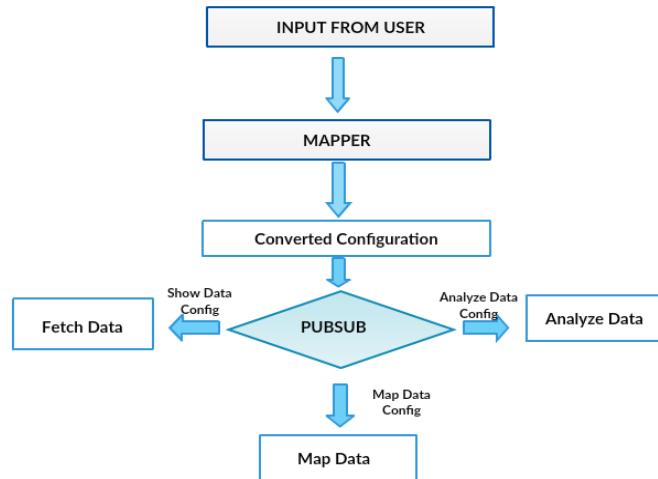 INPUT FROM USER
MAPPER
Converted Configuration
Show Data
Config
Analyze Data
Config
Fetch Data
PUBSUB
Analyze Data
Map Data
Config
Map Data